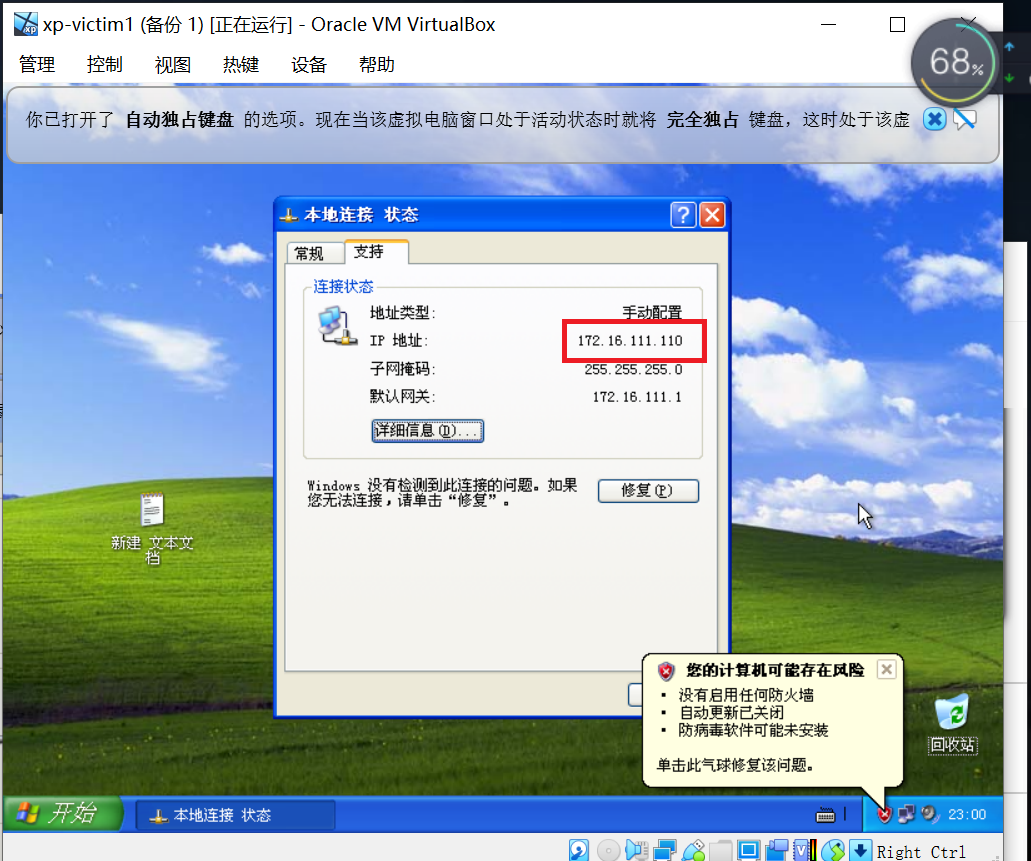 xp-victim1 (备份 1) [正在运行] - Oracle VM VirtualBox
管理 控制 视图 热键 设备 帮助
68%
你已打开了 自动独占键盘 的选项。现在当该虚拟电脑窗口处于活动状态时就将 完全独占 键盘，这时处于该虚
本地连接 状态
常规 支持
连接状态
地址类型: 手动配置
IP 地址: 172.16.111.110
子网掩码: 255.255.255.0
默认网关: 172.16.111.1
详细信息(D)...
Windows 没有检测到此连接的问题。如果
您无法连接，请单击“修复”。
修复(P)
新建 文本文
档
您的计算机可能存在风险
没有启用任何防火墙
自动更新已关闭
防病毒软件可能未安装
单击此气球修复该问题。
回收站
开始
本地连接 状态
23:00
Right Ctrl